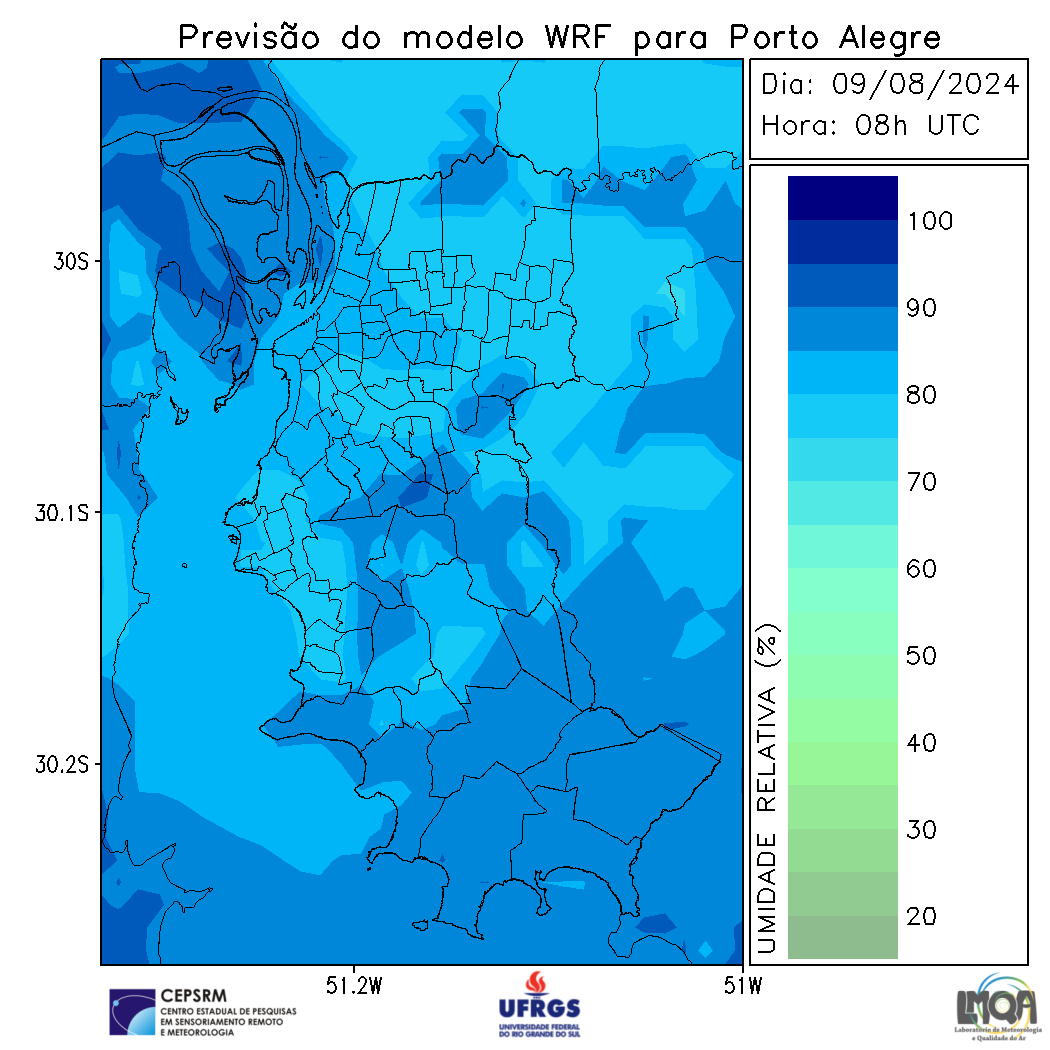 Previsão do modelo WRF para Porto Alegre
Dia: 09/08/2024
Hora: 08h UTC
30S
30.1S
30.2S
51.2W
51W
100
90
80
70
60
50
40
30
20
UMIDADE RELATIVA (%)
CEPSRM
CENTRO ESTADUAL DE PESQUISAS
EM SENSORIAMENTO REMOTO
E METEOROLOGIA
UFRGS
UNIVERSIDADE FEDERAL
DO RIO GRANDE DO SUL
LMQA
Laboratório de Meteorologia
e Qualidade do Ar